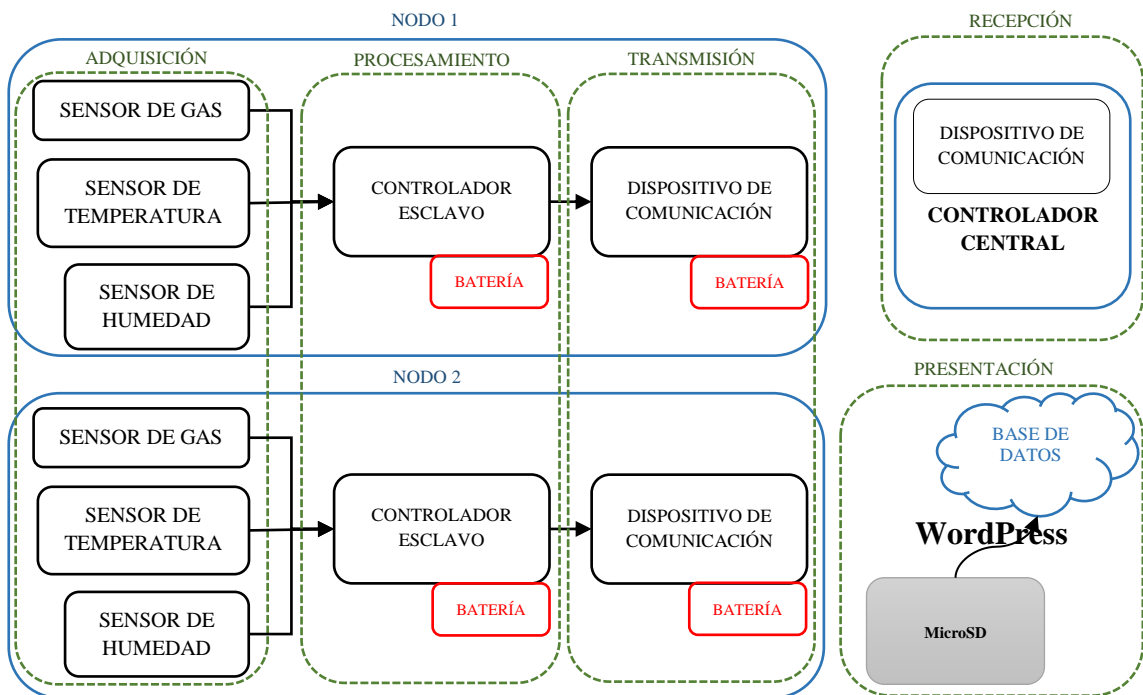 NODO 1
ADQUISICIÓN
PROCESAMIENTO
TRANSMISIÓN
SENSOR DE GAS
SENSOR DE
TEMPERATURA
SENSOR DE
HUMEDAD
CONTROLADOR
ESCLAVO
BATERÍA
DISPOSITIVO DE
COMUNICACIÓN
BATERÍA
RECEPCIÓN
DISPOSITIVO DE
COMUNICACIÓN
CONTROLADOR
CENTRAL
NODO 2
SENSOR DE GAS
SENSOR DE
TEMPERATURA
SENSOR DE
HUMEDAD
CONTROLADOR
ESCLAVO
BATERÍA
DISPOSITIVO DE
COMUNICACIÓN
BATERÍA
PRESENTACIÓN
BASE DE
DATOS
WordPress
MicroSD